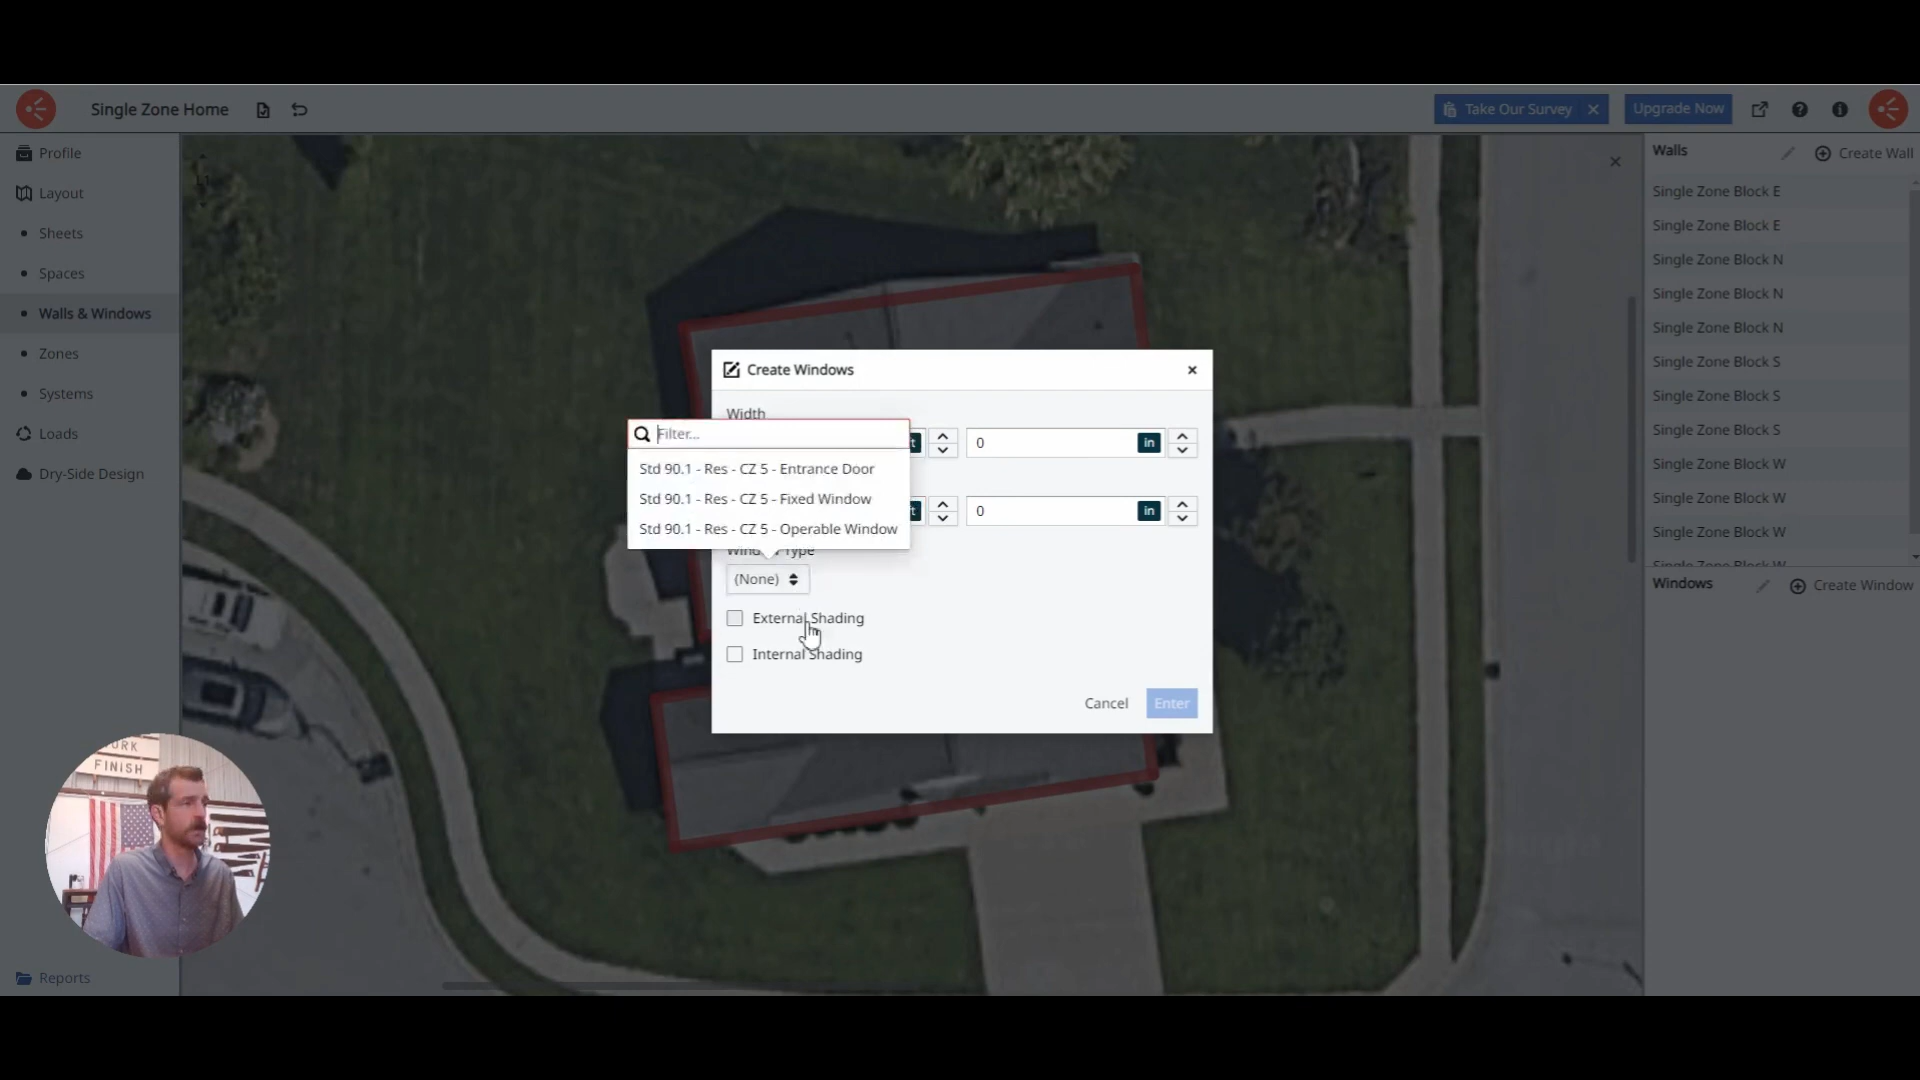 Single Zone Home
Take Our Survey
Upgrade Now
Profile
Layout
Sheets
Spaces
Walls & Windows
Zones
Systems
Loads
Dry-Side Design
Reports
Create Windows
Width
Filter...
0 in
Std 90.1 - Res - CZ 5 - Entrance Door
Std 90.1 - Res - CZ 5 - Fixed Window
0 in
Std 90.1 - Res - CZ 5 - Operable Window
Window Type
(None)
External Shading
Internal Shading
Cancel Enter
Walls Create Wall
Single Zone Block E
Single Zone Block E
Single Zone Block N
Single Zone Block N
Single Zone Block N
Single Zone Block S
Single Zone Block S
Single Zone Block S
Single Zone Block W
Single Zone Block W
Single Zone Block W
Single Zone Block W
Windows Create Window
FINISH